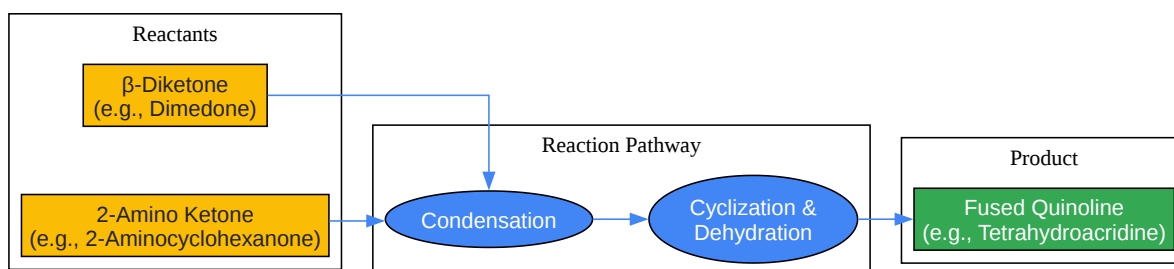 Reactants
β-Diketone
(e.g., Dimedone)
2-Amino Ketone
(e.g., 2-Aminocyclohexanone)
Reaction Pathway
Condensation
Cyclization &
Dehydration
Product
Fused Quinoline
(e.g., Tetrahydroacridine)